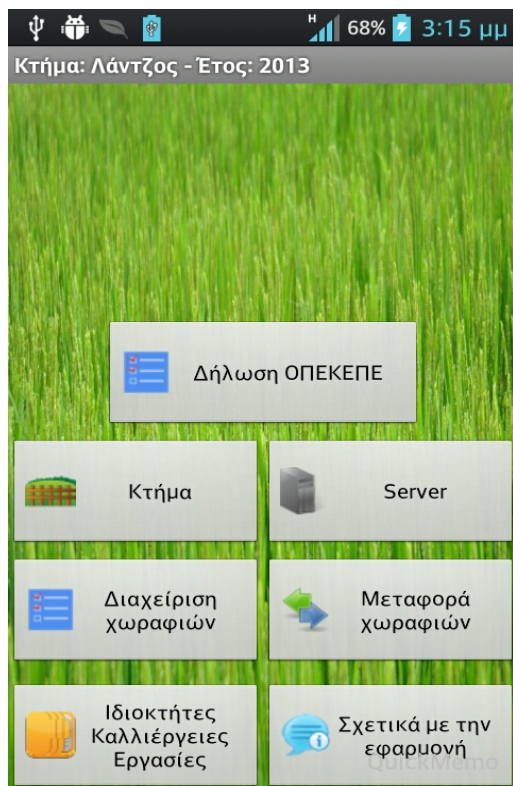 H 68% 3:15 μμ
Κτήμα: Λάντζος - Έτος: 2013
Δήλωση ΟΠΕΚΕΠΕ
Κτήμα
Server
Διαχείριση
χωραφιών
Μεταφορά
χωραφιών
Ιδιοκτήτες
Καλλιέργειες
Εργασίες
Σχετικά με την
εφαρμογή
QuickMemo